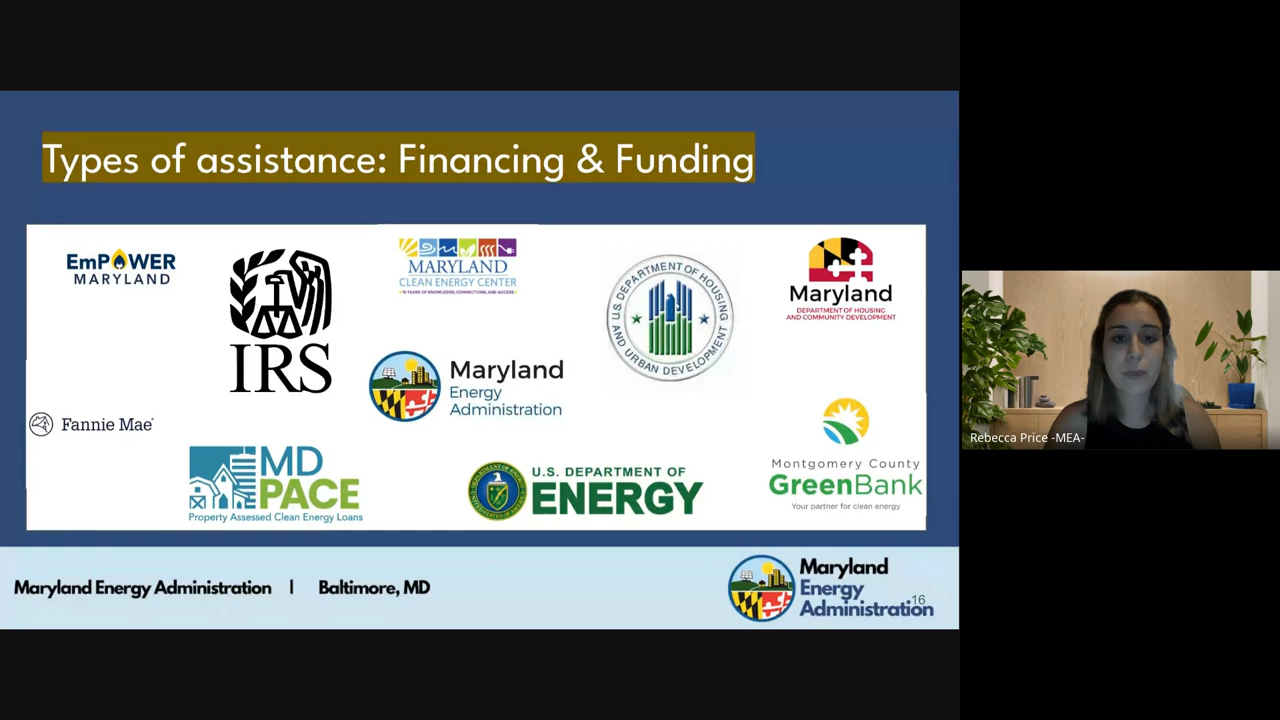 Types of assistance: Financing & Funding
EmPOWER
MARYLAND
IRS
MARYLAND
CLEAN ENERGY CENTER
U.S. DEPARTMENT OF HOUSING
AND URBAN DEVELOPMENT
Maryland
DEPARTMENT OF HOUSING
AND COMMUNITY DEVELOPMENT
Maryland
Energy
Administration
Fannie Mae
MD
PACE
Property Assessed Clean Energy Loans
U.S. DEPARTMENT OF
ENERGY
Montgomery County
GreenBank
Your partner for clean energy
Rebecca Price -MEA-
Maryland Energy Administration | Baltimore, MD
Maryland
Energy
Administration
16